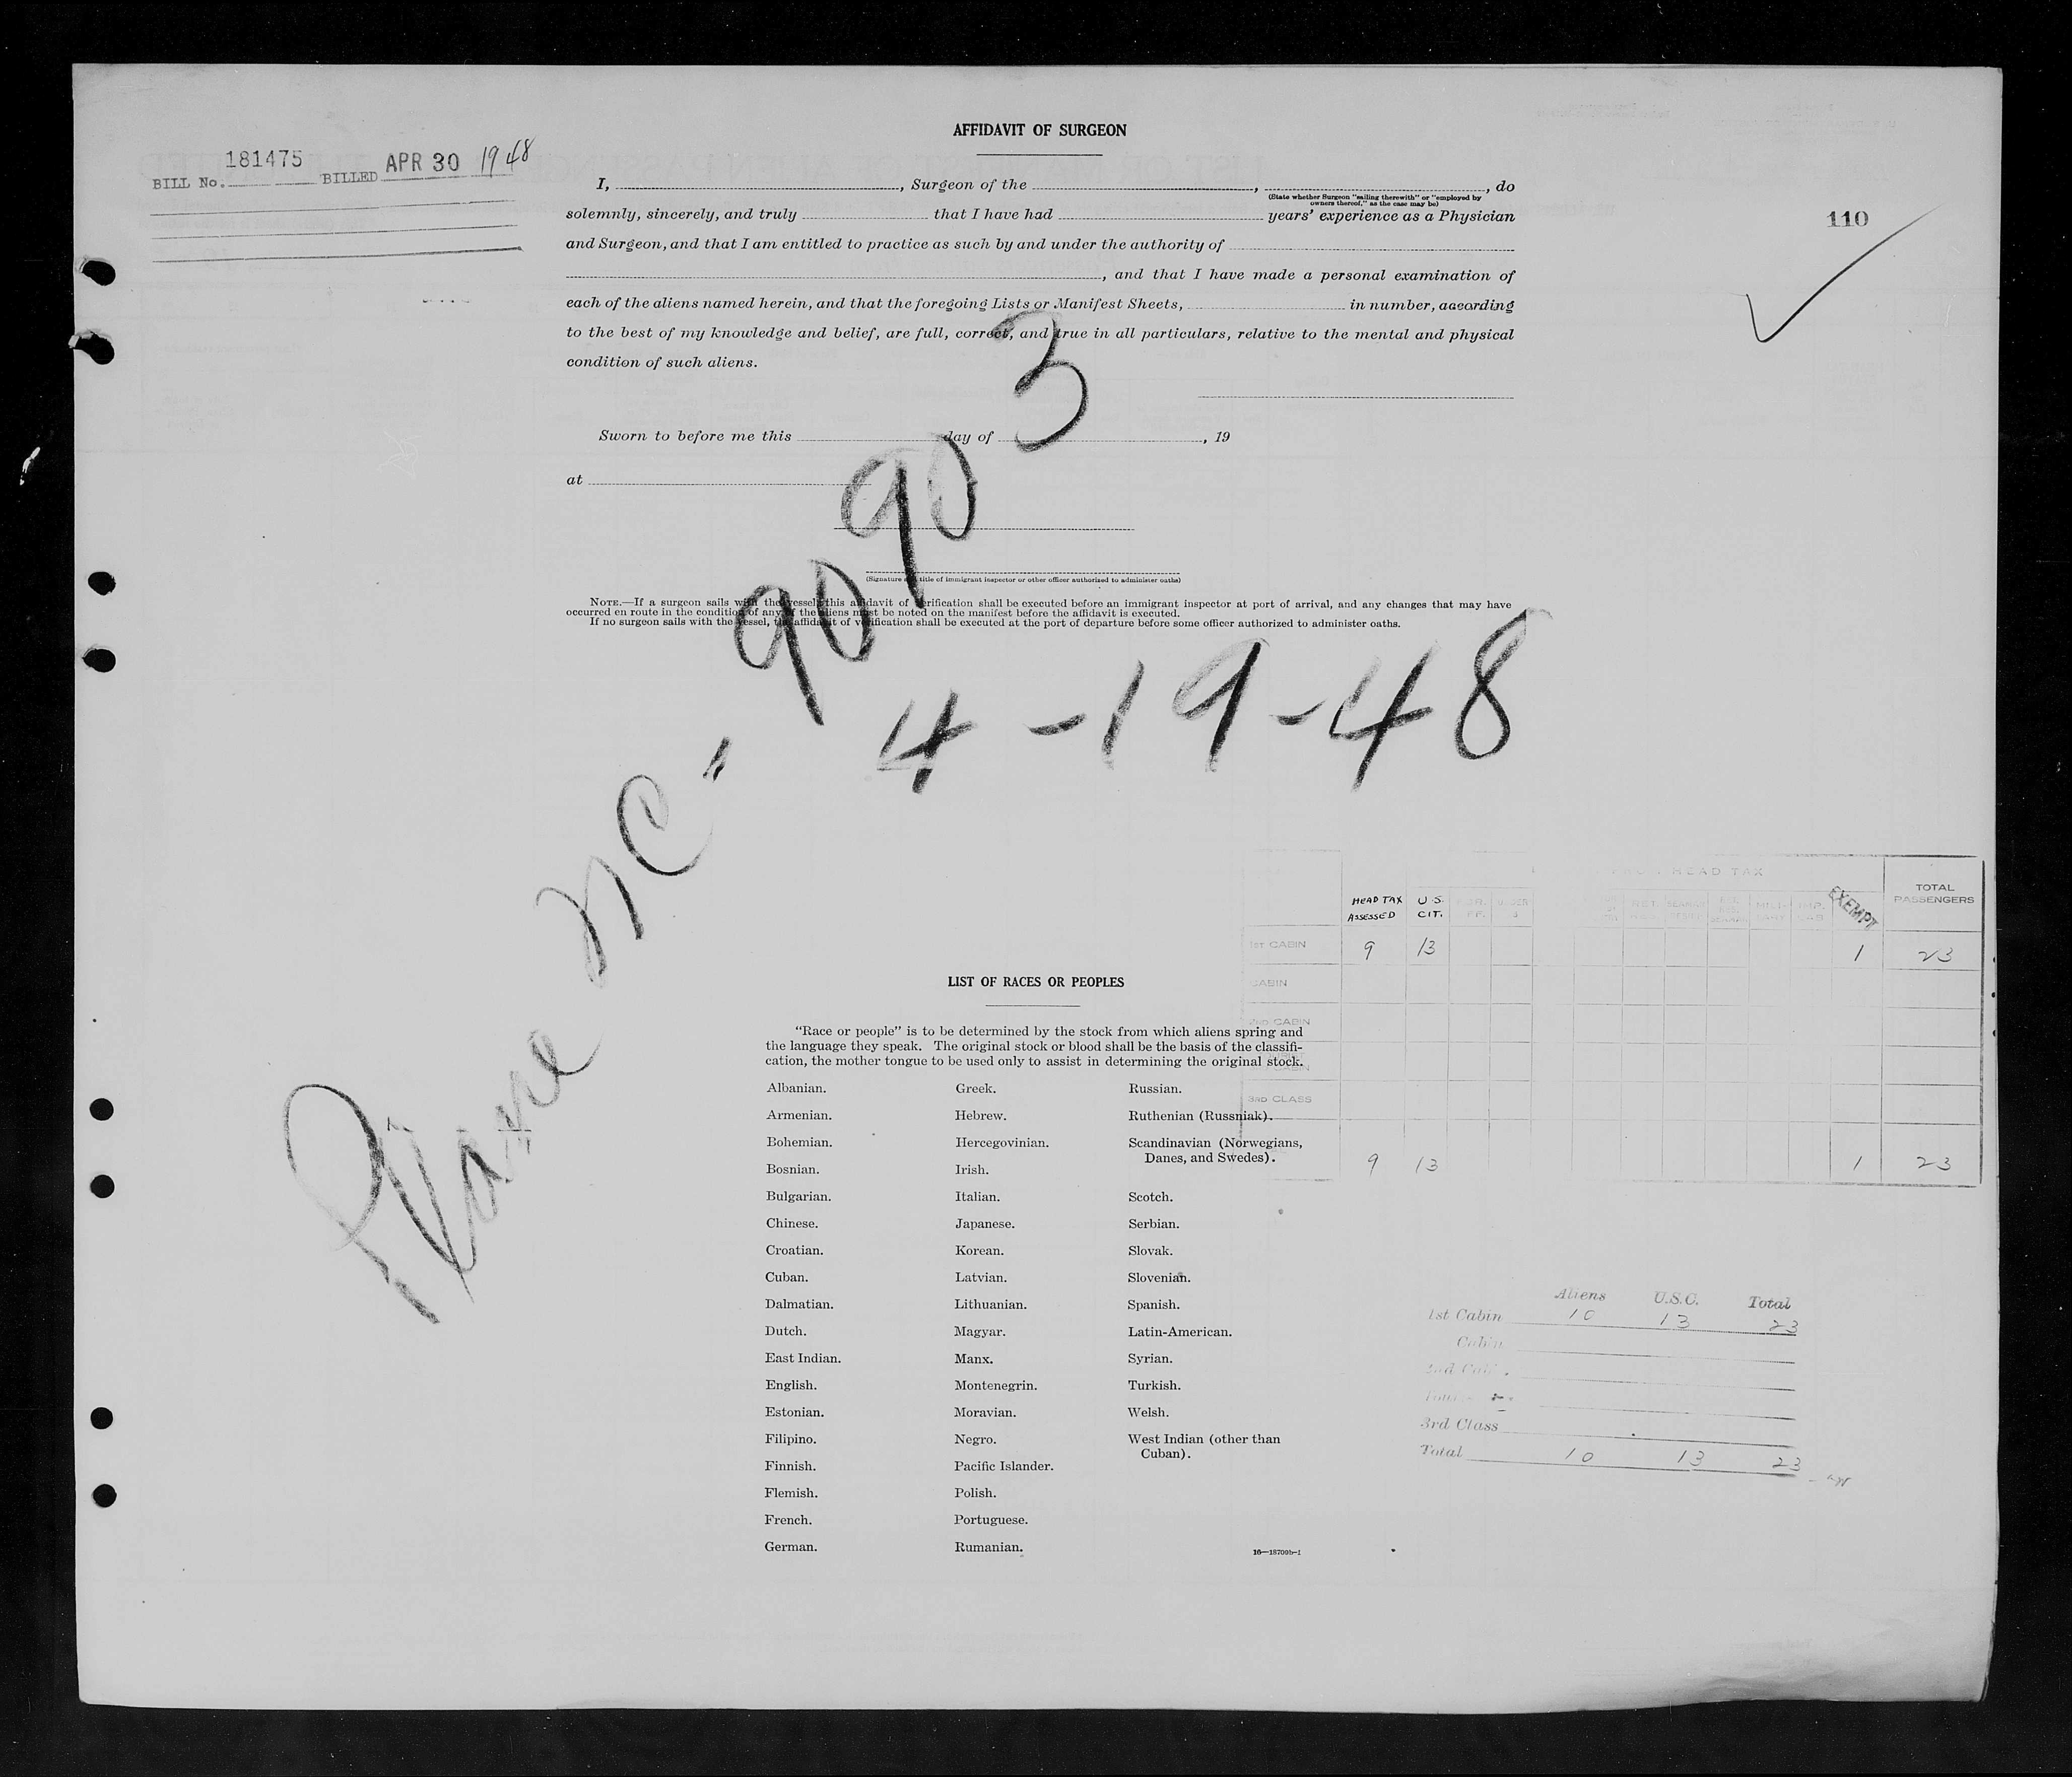 AFFIDAVIT OF SURGEON
BILL No. 181475 BILLED APR 30 1948
110
I, , Surgeon of the , , do
(State whether Surgeon "sailing therewith" or "employed by
owners thereof," as the case may be)
solemnly, sincerely, and truly that I have had years' experience as a Physician
and Surgeon, and that I am entitled to practice as such by and under the authority of
, and that I have made a personal examination of
each of the aliens named herein, and that the foregoing Lists or Manifest Sheets, in number, according
to the best of my knowledge and belief, are full, correct, and true in all particulars, relative to the mental and physical
condition of such aliens.
Sworn to before me this day of , 19
at
(Signature and title of immigrant inspector or other officer authorized to administer oaths)
NOTE.—If a surgeon sails with the vessel, this affidavit of verification shall be executed before an immigrant inspector at port of arrival, and any changes that may have
occurred en route in the condition of any of the aliens must be noted on the manifest before the affidavit is executed.
If no surgeon sails with the vessel, the affidavit of verification shall be executed at the port of departure before some officer authorized to administer oaths.
Plane NC - 90903
4-19-48
HEAD TAX
HEAD TAX ASSESSED U.S. CIT. EXEMPT TOTAL PASSENGERS
1ST CABIN 9 13 1 23
CABIN
2ND CABIN
3RD CLASS
9 13 1 23
LIST OF RACES OR PEOPLES
"Race or people" is to be determined by the stock from which aliens spring and
the language they speak. The original stock or blood shall be the basis of the classifi-
cation, the mother tongue to be used only to assist in determining the original stock.
Albanian. Greek. Russian.
Armenian. Hebrew. Ruthenian (Russniak).
Bohemian. Hercegovinian. Scandinavian (Norwegians,
Danes, and Swedes).
Bosnian. Irish.
Bulgarian. Italian. Scotch.
Chinese. Japanese. Serbian.
Croatian. Korean. Slovak.
Cuban. Latvian. Slovenian.
Dalmatian. Lithuanian. Spanish.
Dutch. Magyar. Latin-American.
East Indian. Manx. Syrian.
English. Montenegrin. Turkish.
Estonian. Moravian. Welsh.
Filipino. Negro. West Indian (other than
Cuban).
Finnish. Pacific Islander.
Flemish. Polish.
French. Portuguese.
German. Rumanian.
16—18709b-1
Aliens U.S.C. Total
1st Cabin 10 13 23
Cabin
3rd Class
Total 10 13 23